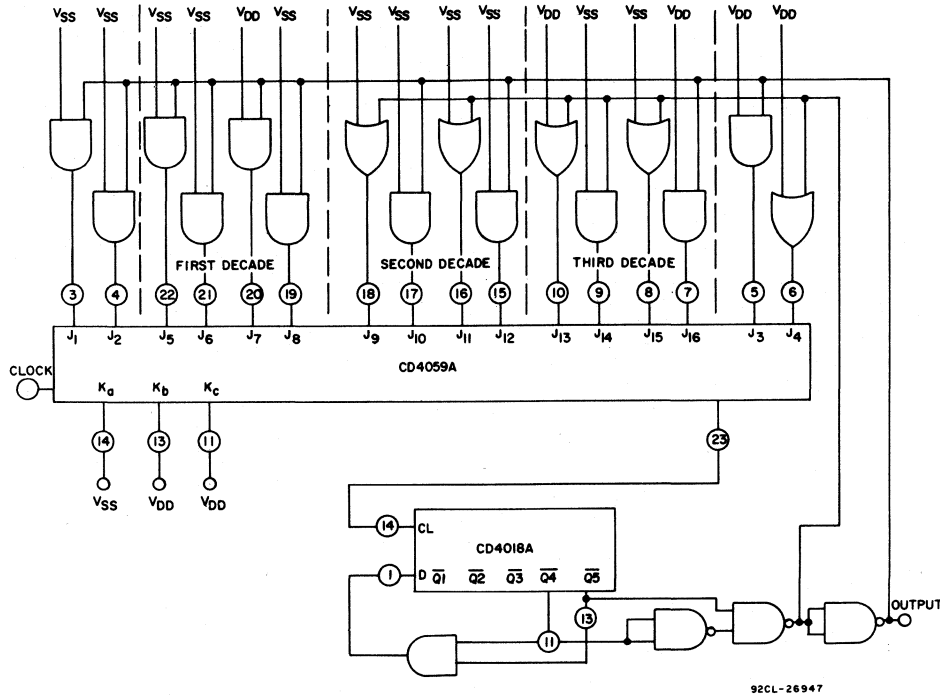 VSS VSS VSS VSS VDD VSS VSS VSS VSS VSS VDD VSS VSS VDD VDD VDD
FIRST DECADE SECOND DECADE THIRD DECADE
3 4 22 21 20 19 18 17 16 15 10 9 8 7 5 6
J1 J2 J5 J6 J7 J8 J9 J10 J11 J12 J13 J14 J15 J16 J3 J4
CD4059A
CLOCK
Ka Kb Kc
14 13 11 23
VSS VDD VDD
14 CL
CD4018A
1 D Q1 Q2 Q3 Q4 Q5
13
OUTPUT
11
92CL-26947